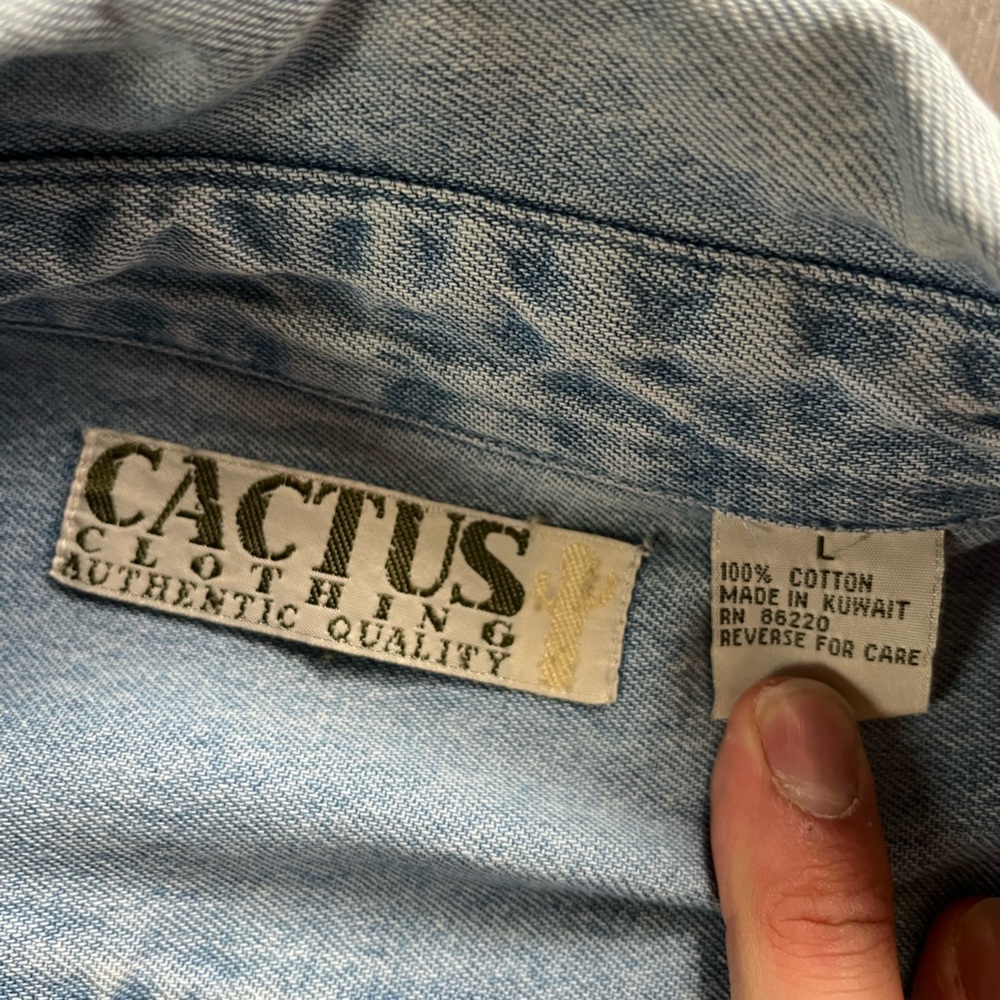 CACTUS
CLOTHING
AUTHENTIC QUALITY
L
100% COTTON
MADE IN KUWAIT
RN 86220
REVERSE FOR CARE